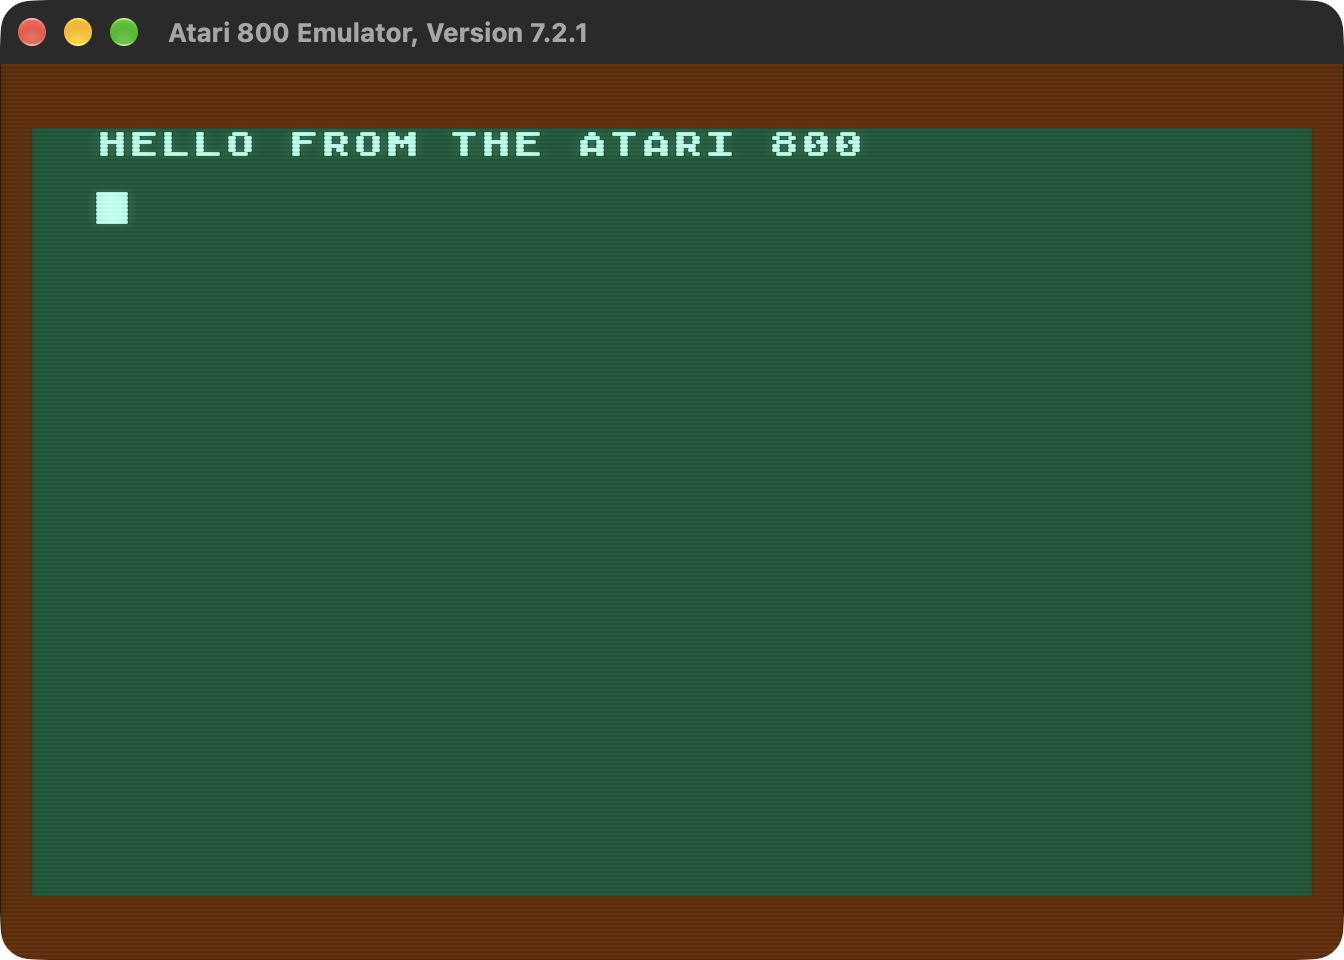 Atari 800 Emulator, Version 7.2.1
HELLO FROM THE ATARI 800